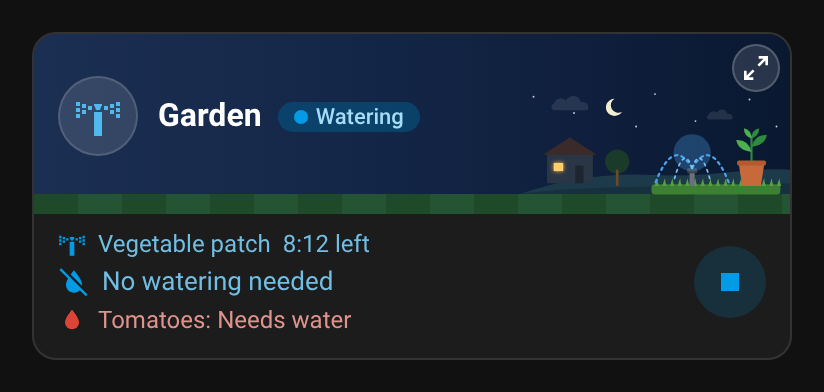 Garden
Watering
Vegetable patch 8:12 left
No watering needed
Tomatoes: Needs water